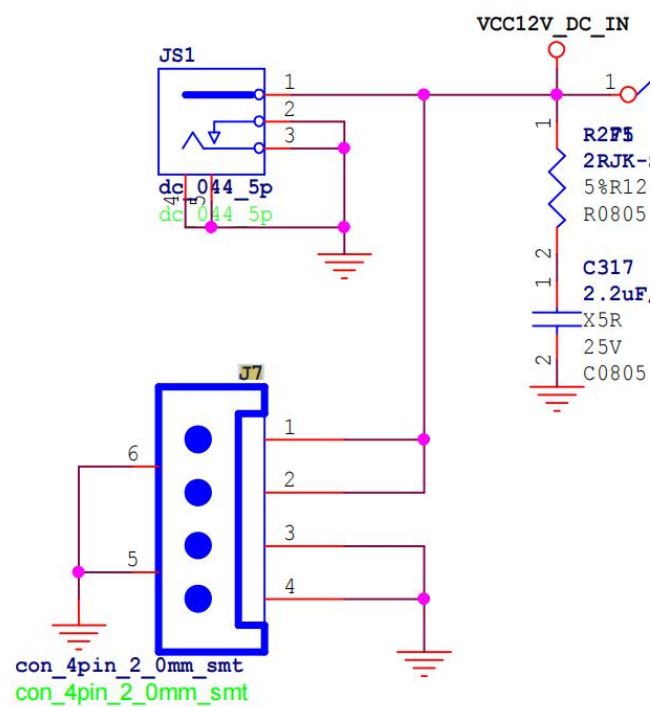 VCC12V_DC_IN
JS1
1
2
3
4
5
dc_044_5p
dc_044_5p
1
1
2RJK-
5%R12
R0805
2
1
C317
2.2uF
X5R
25V
C0805
2
J7
1
2
3
4
6
5
con_4pin_2_0mm_smt
con_4pin_2_0mm_smt